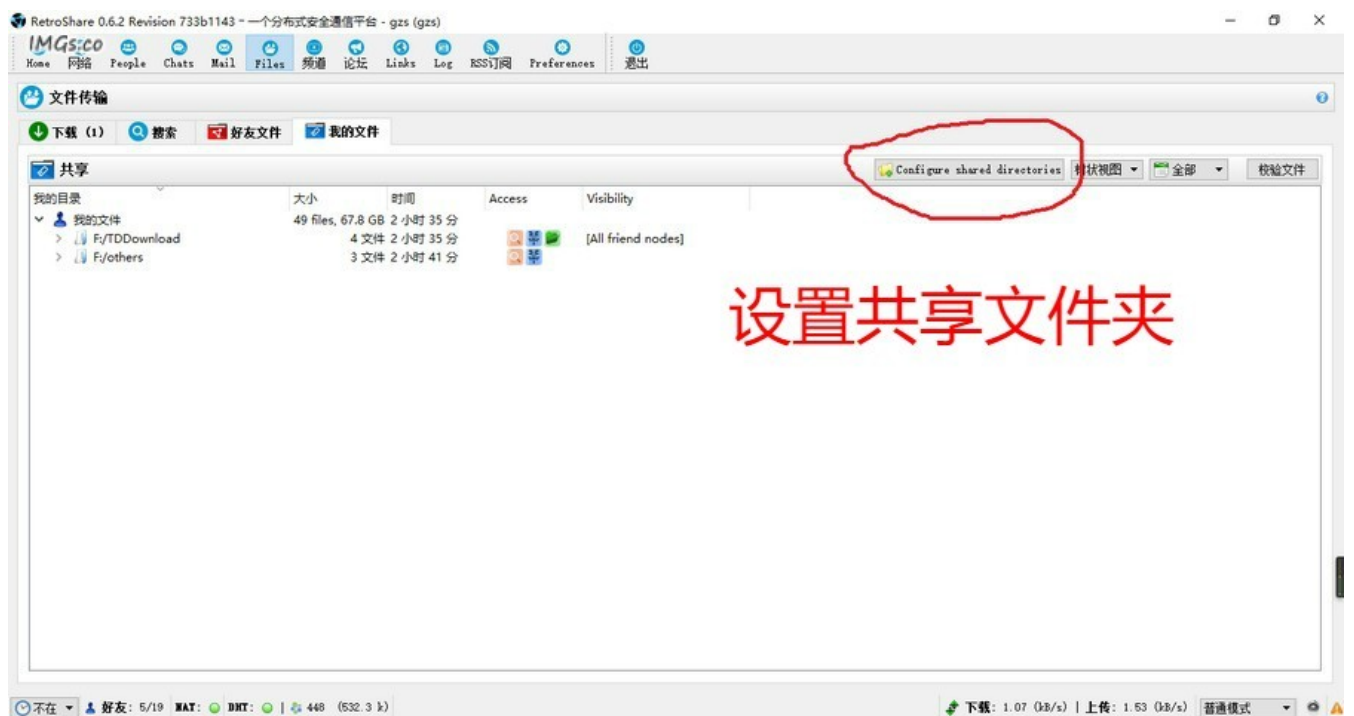 RetroShare 0.6.2 Revision 733b1143 - 一个分布式安全通信平台 - gzs (gzs)
IMGs.co
Home 网络 People Chats Mail Files 频道 论坛 Links Log RSS订阅 Preferences 退出
文件传输
下载 (1) 搜索 好友文件 我的文件
共享 Configure shared directories 树状视图 全部 校验文件
我的目录 大小 时间 Access Visibility
我的文件 49 files, 67.8 GB 2 小时 35 分
F:/TDDownload 4 文件 2 小时 35 分 [All friend nodes]
F:/others 3 文件 2 小时 41 分
设置共享文件夹
不在 好友: 5/19 NAT: DHT: | 448 (532.3 k) 下载: 1.07 (kB/s) | 上传: 1.53 (kB/s) 普通模式